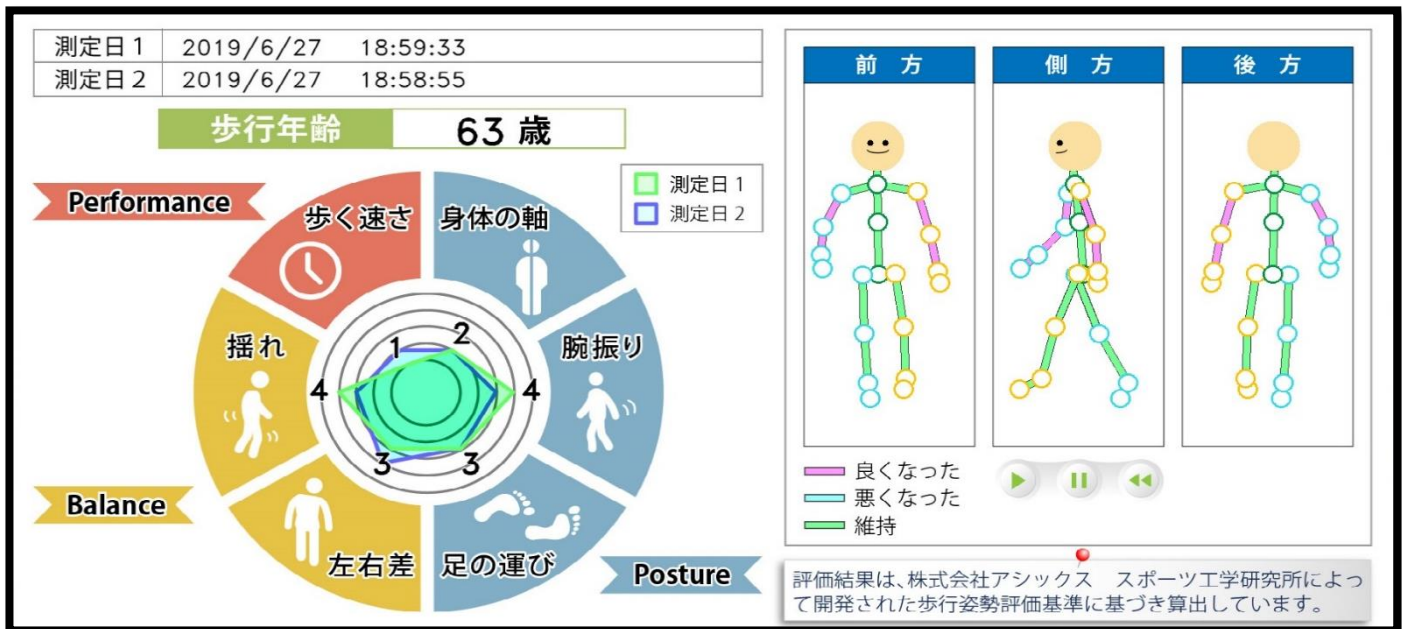 測定日1 2019/6/27 18:59:33
測定日2 2019/6/27 18:58:55
歩行年齢 63 歳
測定日1
測定日2
Performance
歩く速さ
身体の軸
揺れ
腕振り
1
2
4
4
3
3
Balance
左右差
足の運び
Posture
前 方
側 方
後 方
良くなった
悪くなった
維持
評価結果は、株式会社アシックス スポーツ工学研究所によっ
て開発された歩行姿勢評価基準に基づき算出しています。